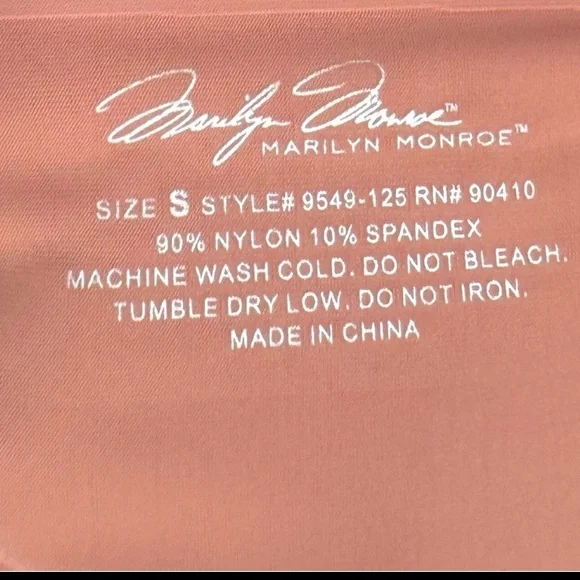 Marilyn Monroe™
MARILYN MONROE™
SIZE S STYLE# 9549-125 RN# 90410
90% NYLON 10% SPANDEX
MACHINE WASH COLD. DO NOT BLEACH.
TUMBLE DRY LOW. DO NOT IRON.
MADE IN CHINA